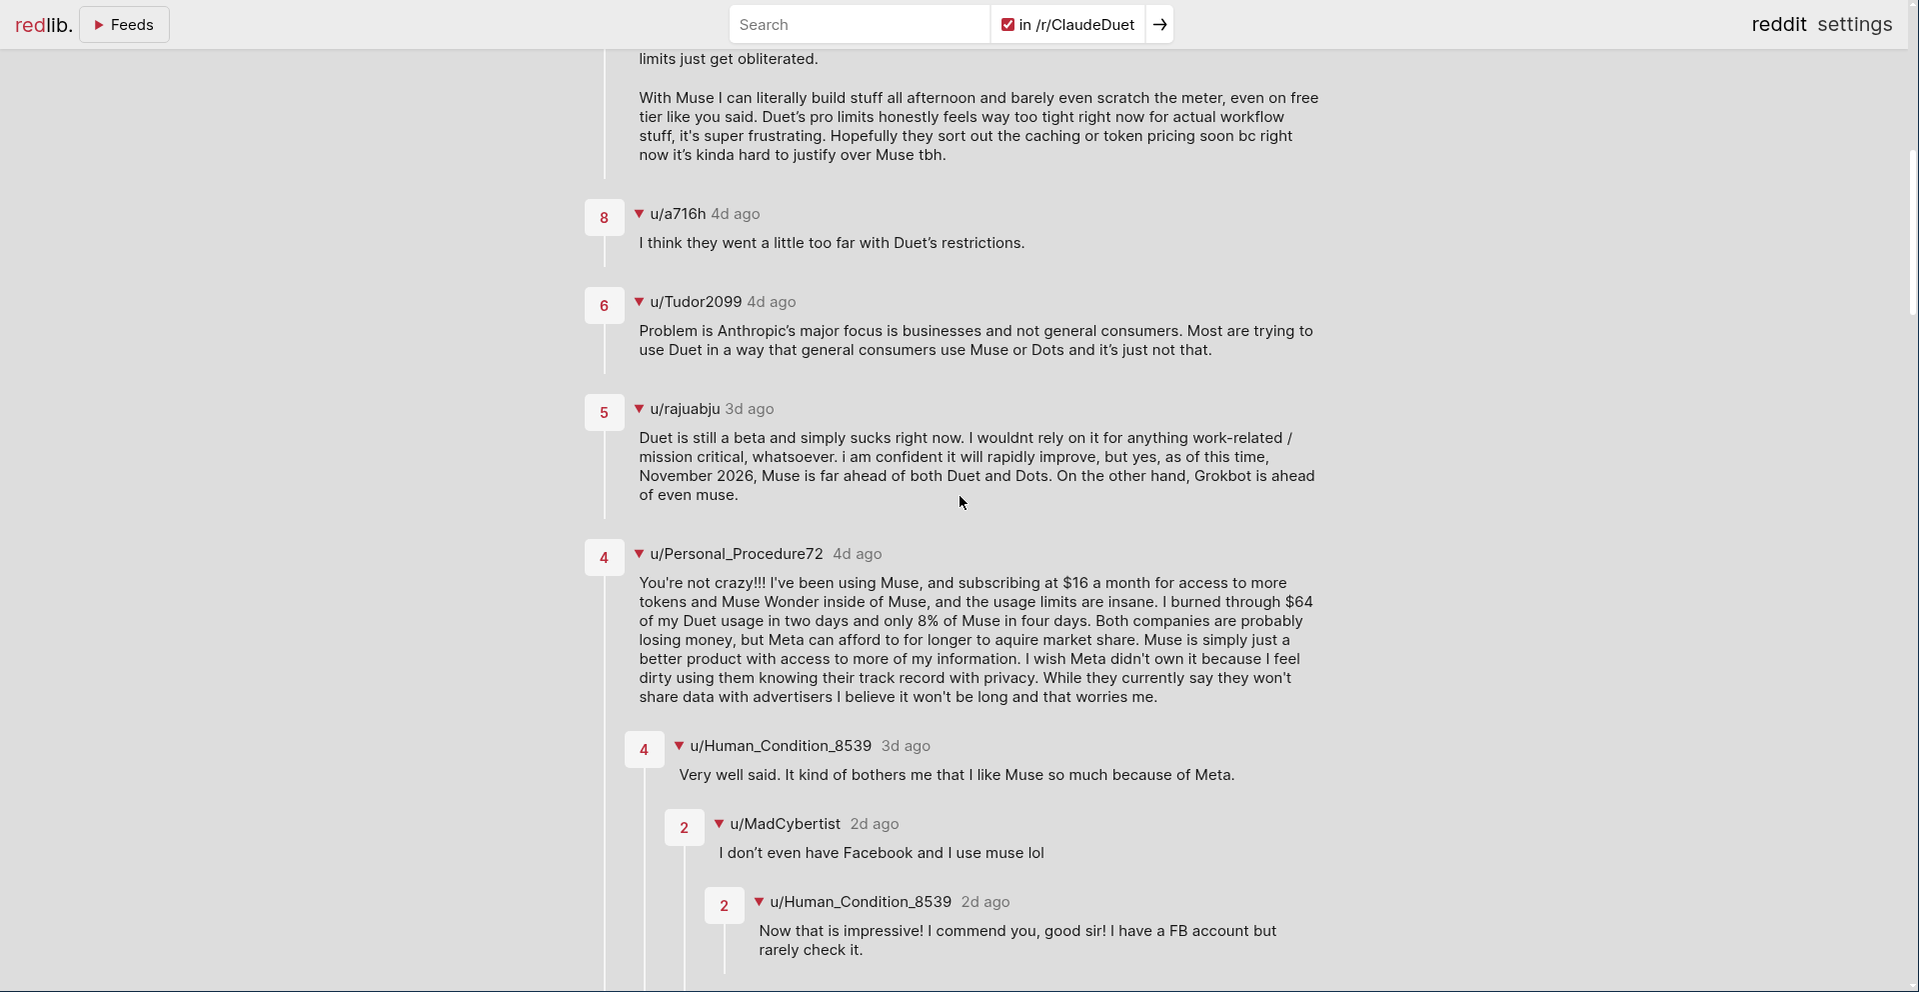 redlib.
Feeds
Search
in /r/ClaudeDuet
→
reddit settings
limits just get obliterated.
With Muse I can literally build stuff all afternoon and barely even scratch the meter, even on free
tier like you said. Duet’s pro limits honestly feels way too tight right now for actual workflow
stuff, it's super frustrating. Hopefully they sort out the caching or token pricing soon bc right
now it’s kinda hard to justify over Muse tbh.
8
u/a716h 4d ago
I think they went a little too far with Duet’s restrictions.
6
u/Tudor2099 4d ago
Problem is Anthropic’s major focus is businesses and not general consumers. Most are trying to
use Duet in a way that general consumers use Muse or Dots and it’s just not that.
5
u/rajuabju 3d ago
Duet is still a beta and simply sucks right now. I wouldnt rely on it for anything work-related /
mission critical, whatsoever. i am confident it will rapidly improve, but yes, as of this time,
November 2026, Muse is far ahead of both Duet and Dots. On the other hand, Grokbot is ahead
of even muse.
4
u/Personal_Procedure72 4d ago
You're not crazy!!! I've been using Muse, and subscribing at $16 a month for access to more
tokens and Muse Wonder inside of Muse, and the usage limits are insane. I burned through $64
of my Duet usage in two days and only 8% of Muse in four days. Both companies are probably
losing money, but Meta can afford to for longer to aquire market share. Muse is simply just a
better product with access to more of my information. I wish Meta didn't own it because I feel
dirty using them knowing their track record with privacy. While they currently say they won't
share data with advertisers I believe it won't be long and that worries me.
4
u/Human_Condition_8539 3d ago
Very well said. It kind of bothers me that I like Muse so much because of Meta.
2
u/MadCybertist 2d ago
I don’t even have Facebook and I use muse lol
2
u/Human_Condition_8539 2d ago
Now that is impressive! I commend you, good sir! I have a FB account but
rarely check it.